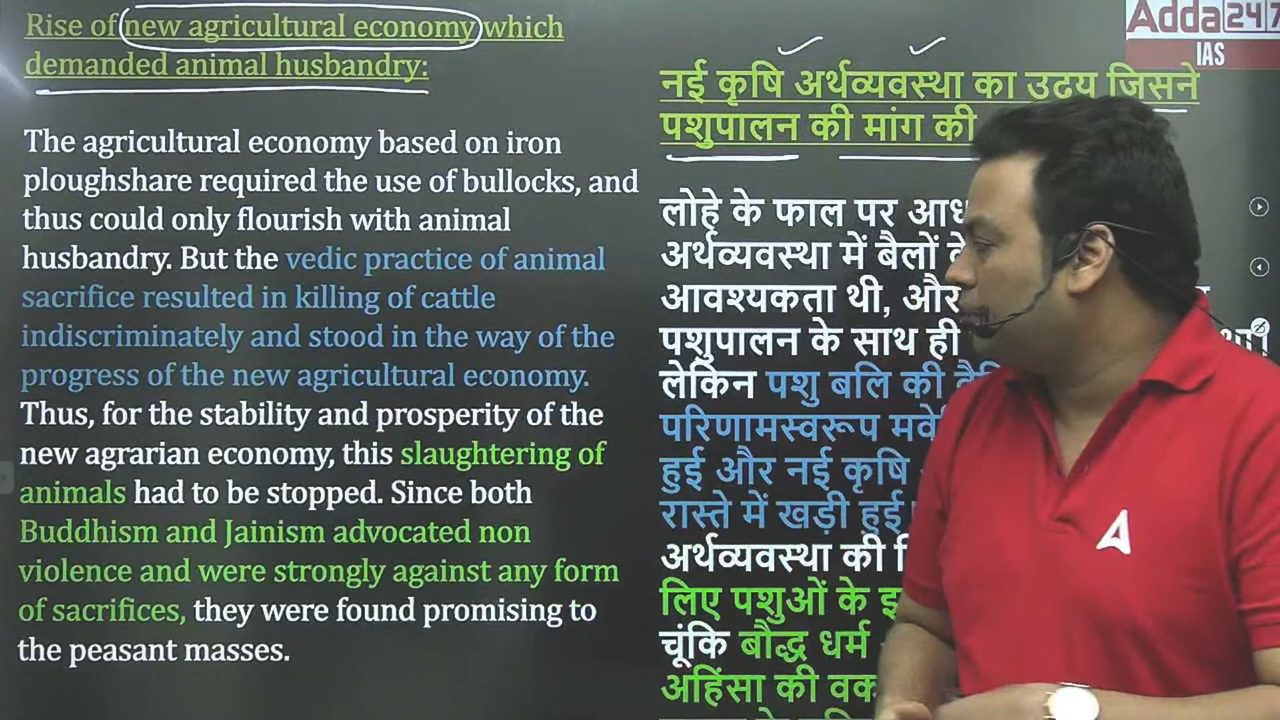 Rise of new agricultural economy which
demanded animal husbandry:
The agricultural economy based on iron
ploughshare required the use of bullocks, and
thus could only flourish with animal
husbandry. But the vedic practice of animal
sacrifice resulted in killing of cattle
indiscriminately and stood in the way of the
progress of the new agricultural economy.
Thus, for the stability and prosperity of the
new agrarian economy, this slaughtering of
animals had to be stopped. Since both
Buddhism and Jainism advocated non
violence and were strongly against any form
of sacrifices, they were found promising to
the peasant masses.
Adda247
IAS
नई कृषि अर्थव्यवस्था का उदय जिसने
पशुपालन की मांग की
लोहे के फाल पर
अर्थव्यवस्था में बैलों
आवश्यकता थी, और
पशुपालन के साथ ही
लेकिन पशु बलि की
परिणामस्वरूप
हुई और नई कृषि
रास्ते में खड़ी हुई
अर्थव्यवस्था की
लिए पशुओं के
चूंकि बौद्ध धर्म
अहिंसा की